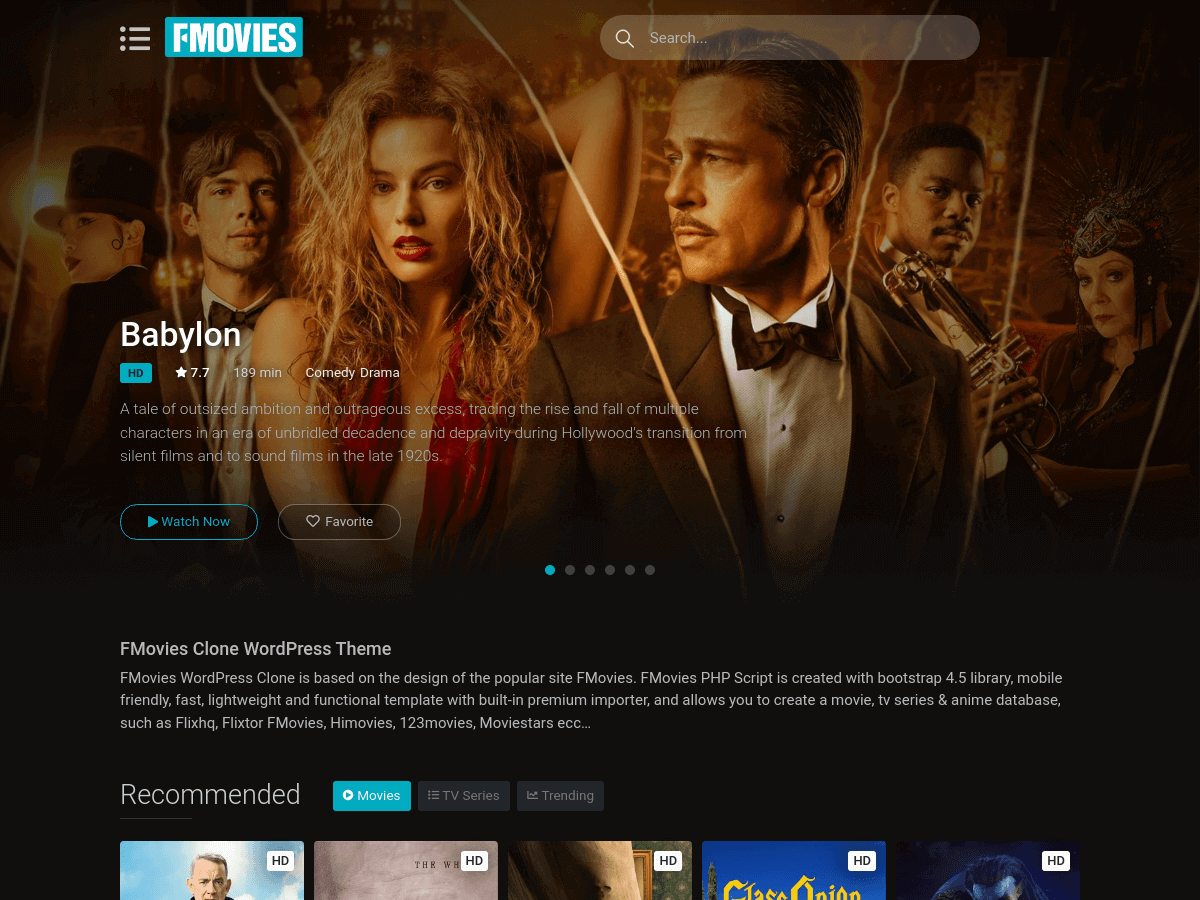 FMOVIES
Search...
Babylon
HD 7.7 189 min Comedy Drama
A tale of outsized ambition and outrageous excess, tracing the rise and fall of multiple
characters in an era of unbridled decadence and depravity during Hollywood's transition from
silent films and to sound films in the late 1920s.
Watch Now Favorite
FMovies Clone WordPress Theme
FMovies WordPress Clone is based on the design of the popular site FMovies. FMovies PHP Script is created with bootstrap 4.5 library, mobile
friendly, fast, lightweight and functional template with built-in premium importer, and allows you to create a movie, tv series & anime database,
such as Flixhq, Flixtor FMovies, Himovies, 123movies, Moviestars ecc...
Recommended Movies TV Series Trending
HD HD HD HD HD
THE WH
Glass Onion